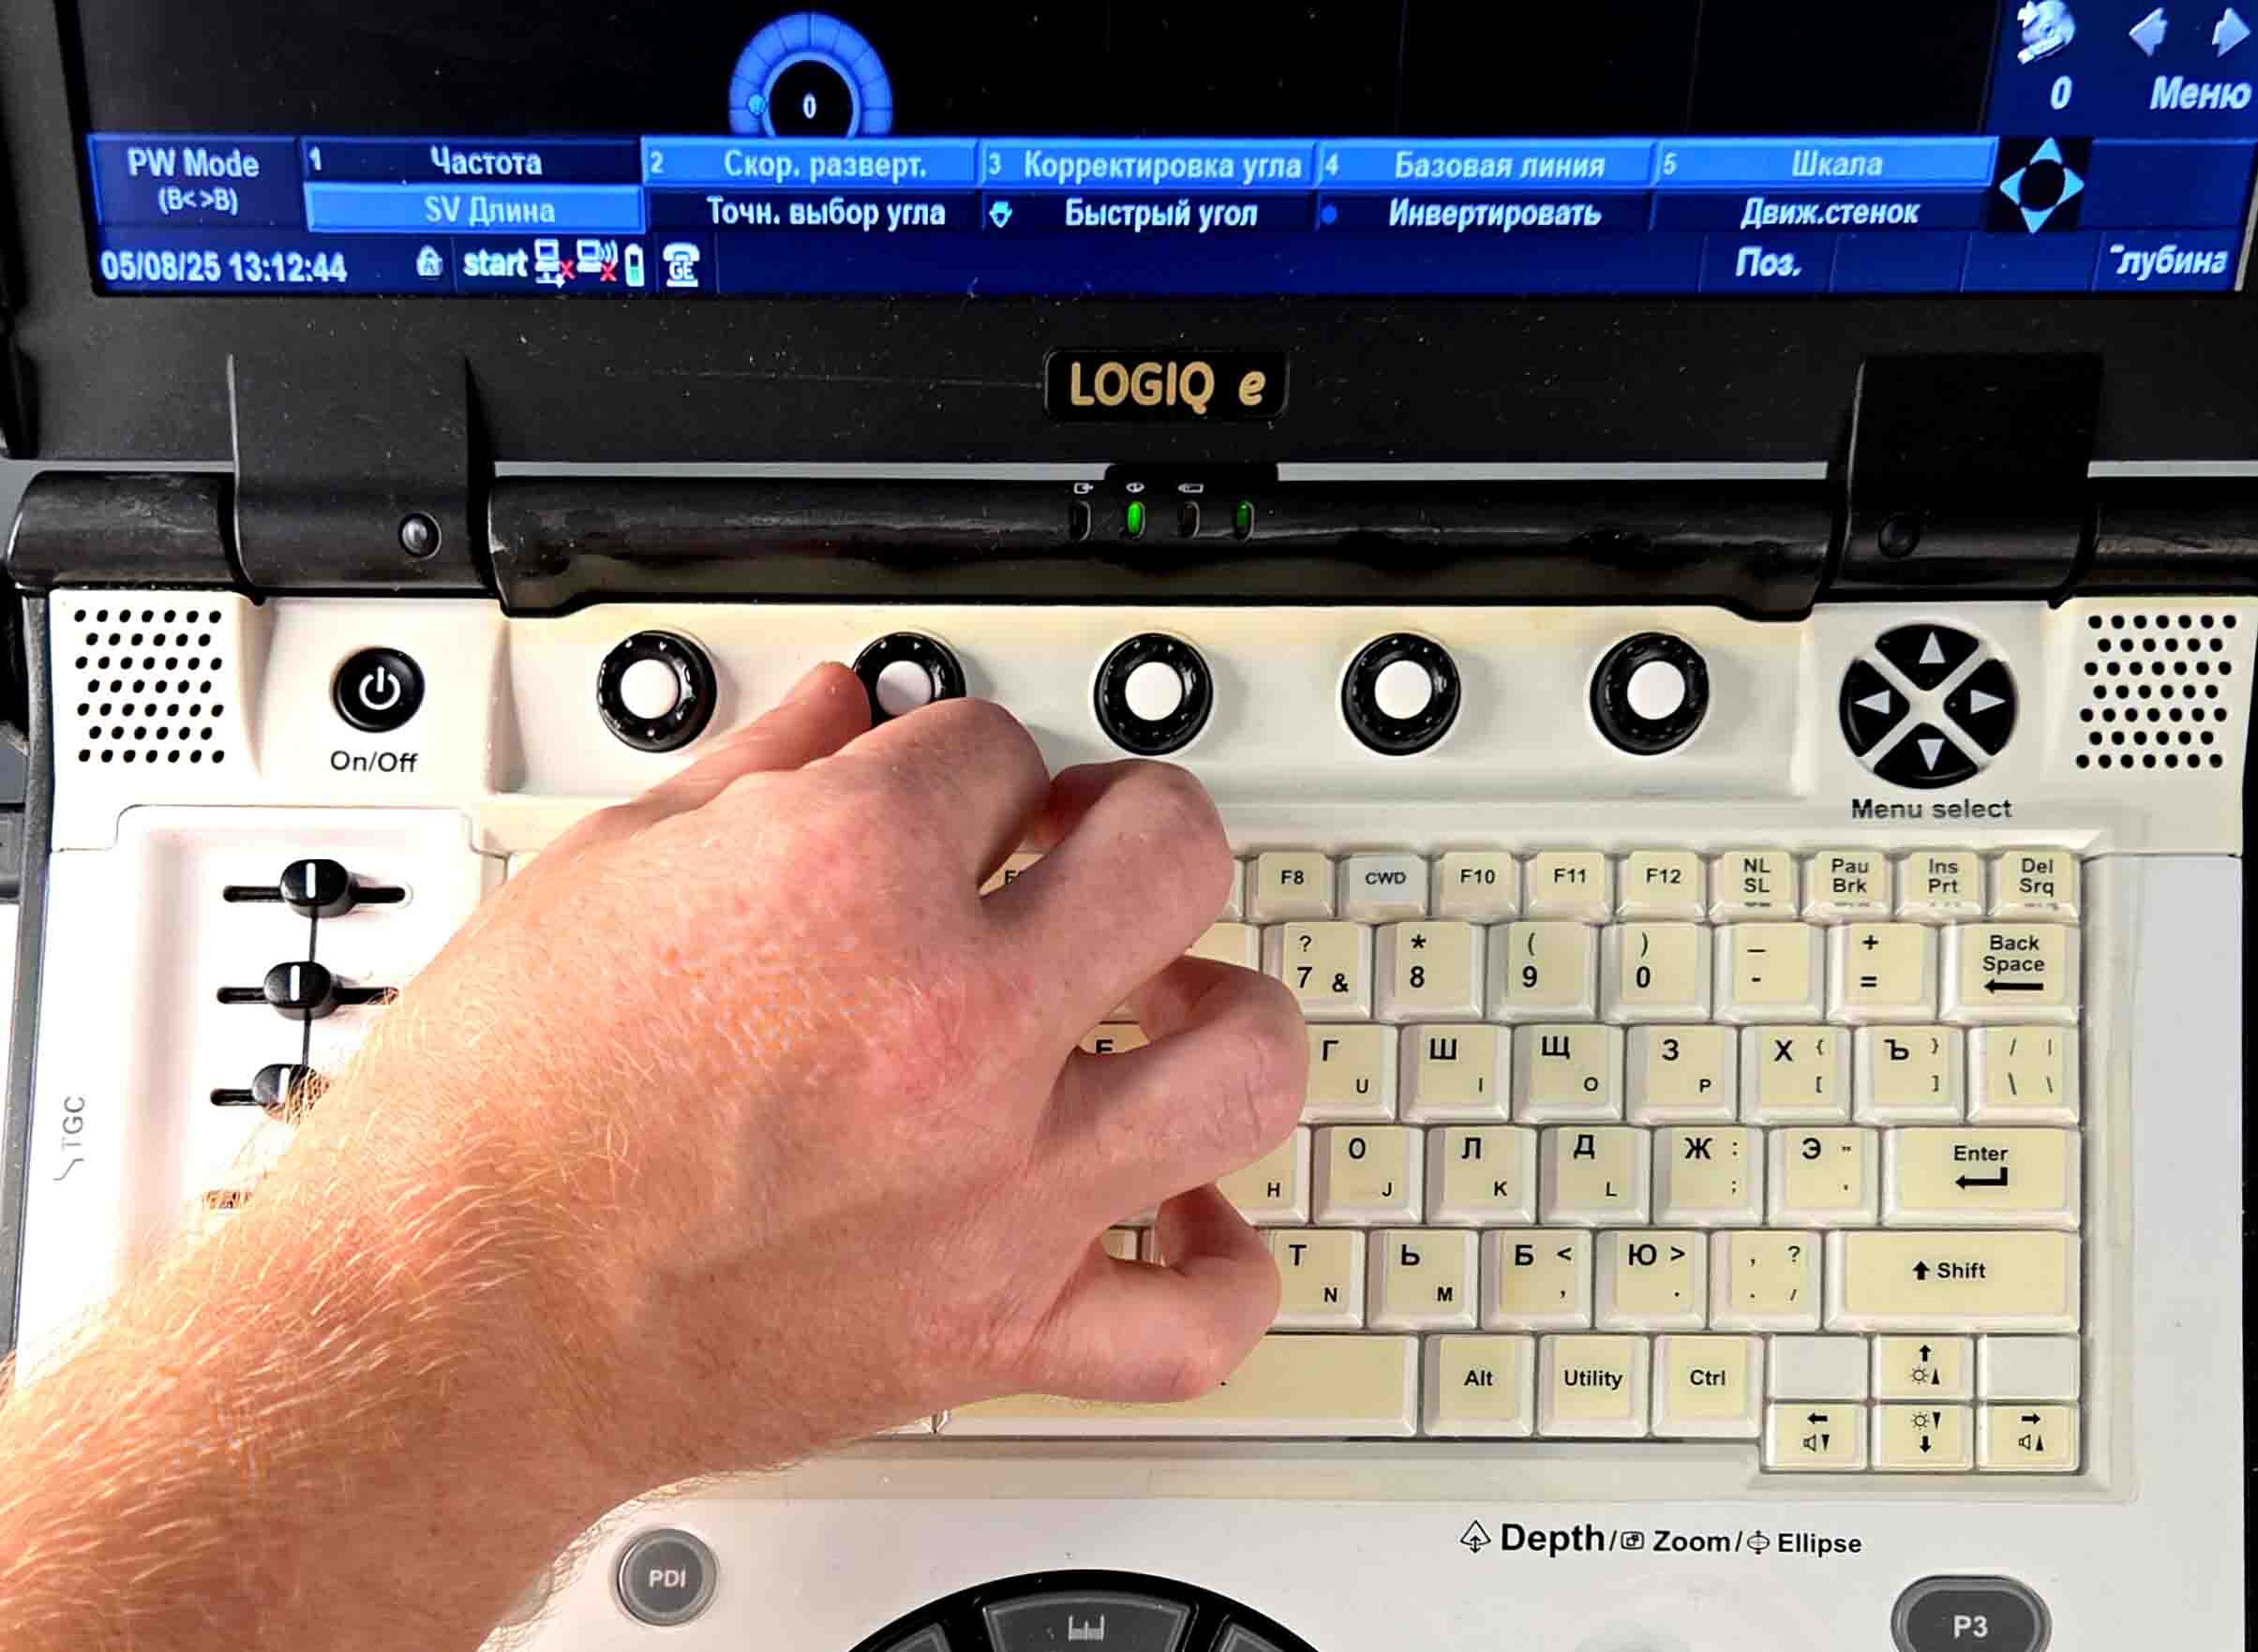 0
0 Меню
PW Mode
(B< >B)
1 Частота
2 Скор. разверт.
3 Корректировка угла
4 Базовая линия
5 Шкала
SV Длина
Точн. выбор угла
Быстрый угол
Инвертировать
Движ.стенок
05/08/25 13:12:44
start
GE
Поз.
лубина
LOGIQ e
On/Off
Menu select
F8 CWD F10 F11 F12 NL SL Pau Brk Ins Prt Del Srq
? 7 & * 8 ( 9 ) 0 _ - + = Back Space
Г U Ш I Щ O З P Х { [ Ъ } ] / | \ \
H О J Л K Д L Ж : ; Э " ' Enter
Т N Ь M Б < , Ю > . , ? . / Shift
Alt Utility Ctrl
TGC
Depth/ Zoom/ Ellipse
PDI
P3